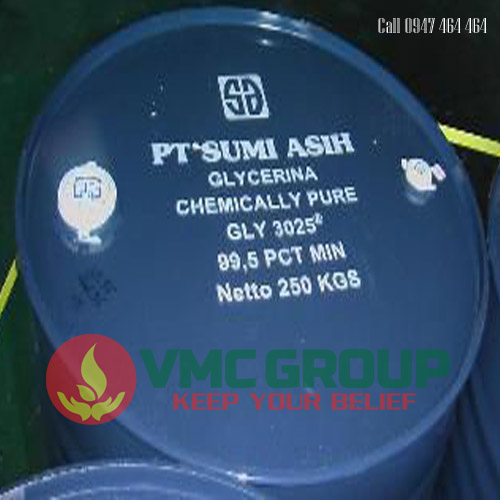 Call 0947 464 464
SA
PT SUMI ASIH
GLYCERINA
CHEMICALLY PURE
GLY 3025®
99,5 PCT MIN
Netto 250 KGS
VMC GROUP
KEEP YOUR BELIEF